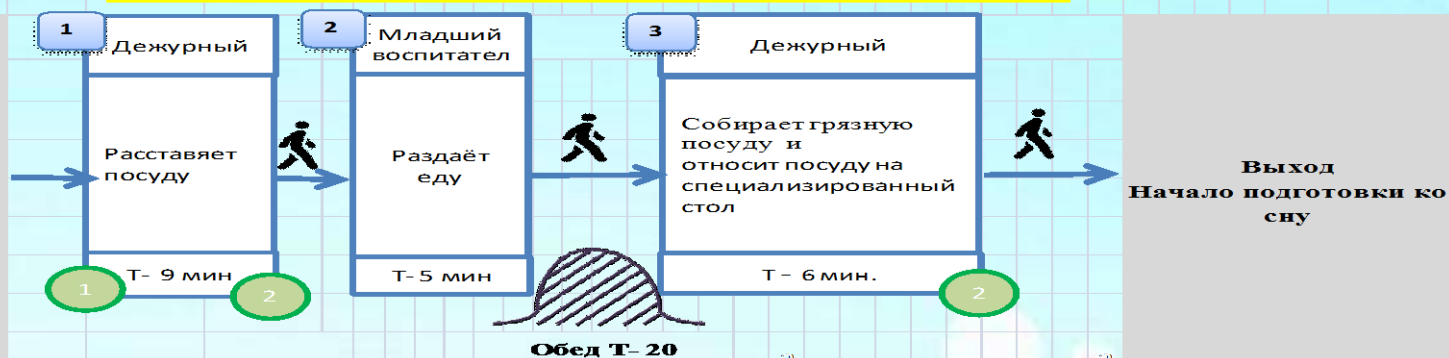 1
Дежурный
Расставяет
посуду
Т- 9 мин
1
2
2
Младший
воспитател
Раздаёт
еду
Т-5 мин
Обед Т- 20
3
Дежурный
Собирает грязную
посуду и
относит посуду на
специализированный
стол
Т – 6 мин.
2
Выход
Начало подготовки ко
сну